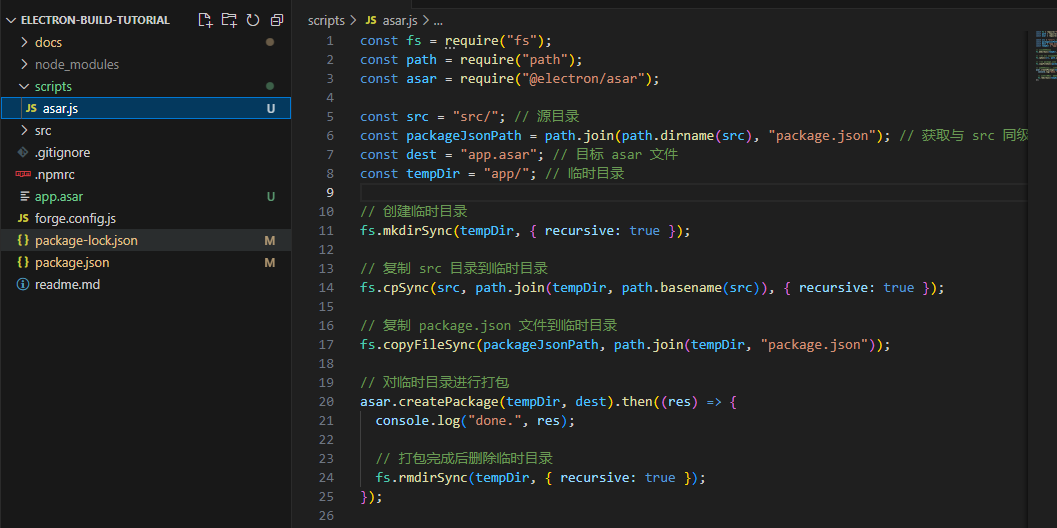 ELECTRON-BUILD-TUTORIAL
docs
node_modules
scripts
JS asar.js U
src
.gitignore
.npmrc
app.asar U
JS forge.config.js
{} package-lock.json M
{} package.json M
readme.md
scripts > JS asar.js > ...
1 const fs = require("fs");
2 const path = require("path");
3 const asar = require("@electron/asar");
4
5 const src = "src/"; // 源目录
6 const packageJsonPath = path.join(path.dirname(src), "package.json"); // 获取与 src 同级
7 const dest = "app.asar"; // 目标 asar 文件
8 const tempDir = "app/"; // 临时目录
9
10 // 创建临时目录
11 fs.mkdirSync(tempDir, { recursive: true });
12
13 // 复制 src 目录到临时目录
14 fs.cpSync(src, path.join(tempDir, path.basename(src)), { recursive: true });
15
16 // 复制 package.json 文件到临时目录
17 fs.copyFileSync(packageJsonPath, path.join(tempDir, "package.json"));
18
19 // 对临时目录进行打包
20 asar.createPackage(tempDir, dest).then((res) => {
21 console.log("done.", res);
22
23 // 打包完成后删除临时目录
24 fs.rmdirSync(tempDir, { recursive: true });
25 });
26